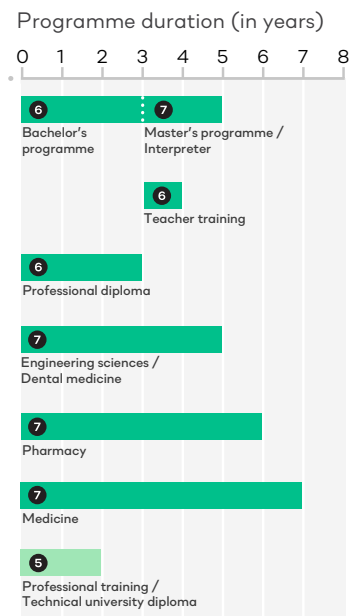 Programme duration (in years)
0 1 2 3 4 5 6 7 8
6 7
Bachelor's
programme
Master's programme /
Interpreter
6
Teacher training
6
Professional diploma
7
Engineering sciences /
Dental medicine
7
Pharmacy
7
Medicine
5
Professional training /
Technical university diploma